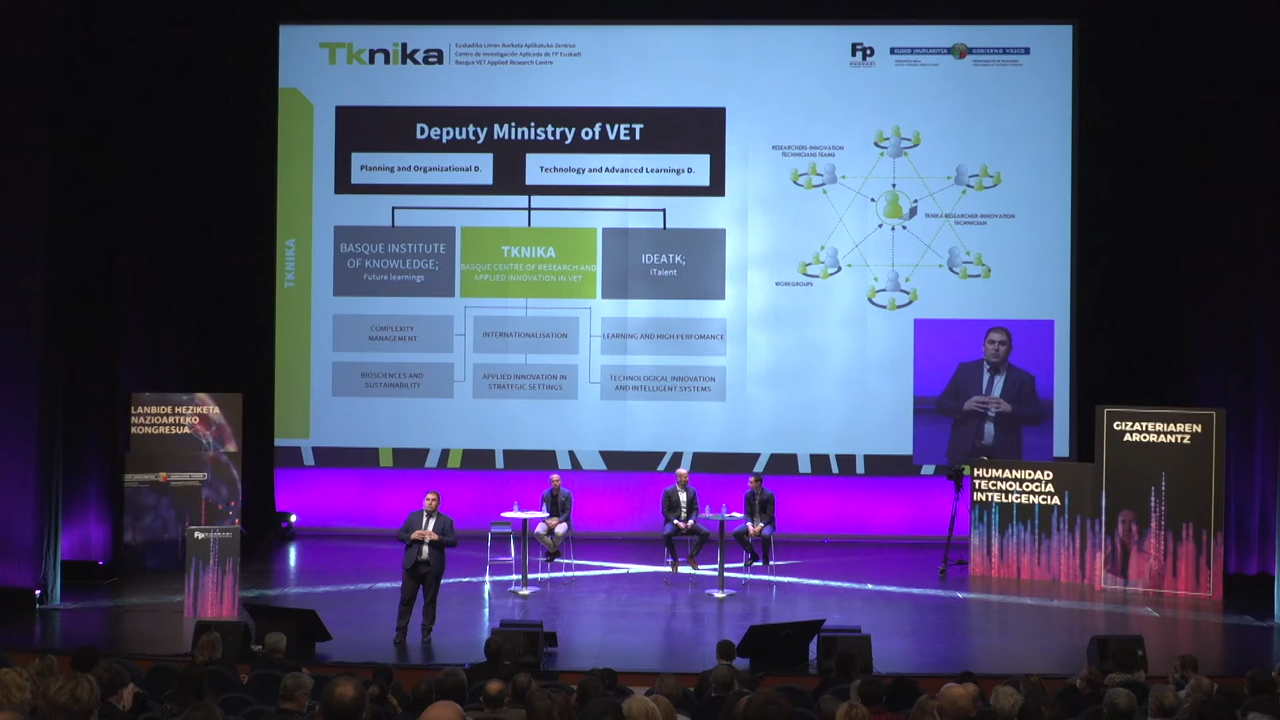 Tknika
Euskadiko LHren Ikerketa Aplikatuko Zentroa
Centro de Investigación Aplicada de FP Euskadi
Basque VET Applied Research Centre
Fp
EUSKADI
EUSKO JAURLARITZA
GOBIERNO VASCO
TKNIKA
Deputy Ministry of VET
Planning and Organizational D.
Technology and Advanced Learnings D.
BASQUE INSTITUTE
OF KNOWLEDGE;
Future learnings
TKNIKA
BASQUE CENTRE OF RESEARCH AND
APPLIED INNOVATION IN VET
IDEATK;
iTalent
COMPLEXITY
MANAGEMENT
INTERNATIONALISATION
LEARNING AND HIGH PERFOMANCE
BIOSCIENCES AND
SUSTAINABILITY
APPLIED INNOVATION IN
STRATEGIC SETTINGS
TECHNOLOGICAL INNOVATION
AND INTELLIGENT SYSTEMS
RESEARCHERS-INNOVATION
TECHNICIANS TEAMS
TKNIKA RESEARCHER-INNOVATION
TECHNICIAN
WORKGROUPS
LANBIDE HEZIKETA
NAZIOARTEKO
KONGRESUA
Fp
HUMANIDAD
TECNOLOGÍA
INTELIGENCIA
GIZATERIAREN
ARORANTZ